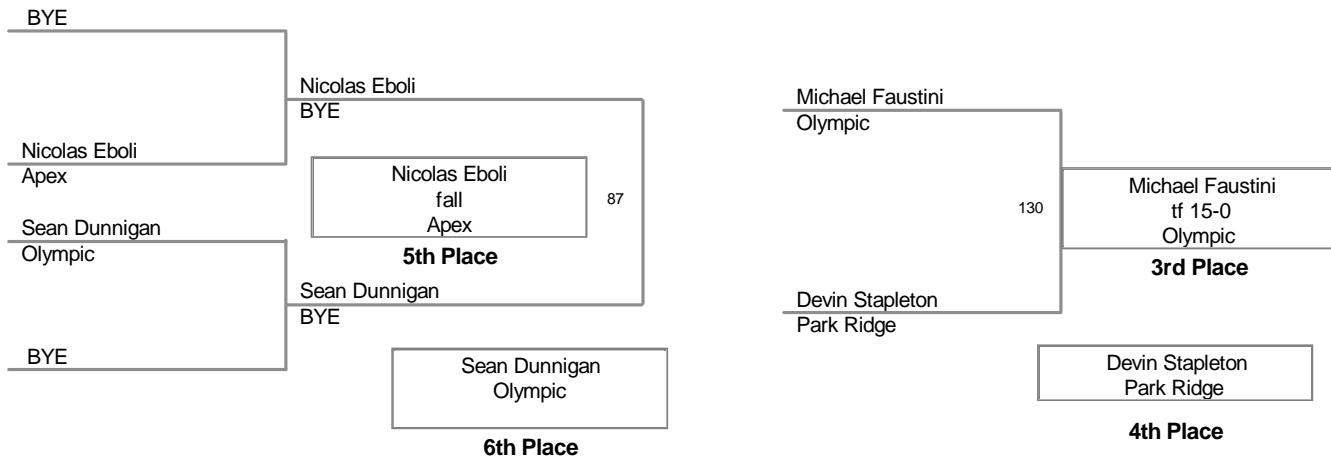 BYE
Nicolas Eboli
BYE
Nicolas Eboli
Apex
Nicolas Eboli
fall
Apex
87
5th Place
Sean Dunnigan
Olympic
Sean Dunnigan
BYE
BYE
Sean Dunnigan
Olympic
6th Place
Michael Faustini
Olympic
130
Michael Faustini
tf 15-0
Olympic
3rd Place
Devin Stapleton
Park Ridge
Devin Stapleton
Park Ridge
4th Place